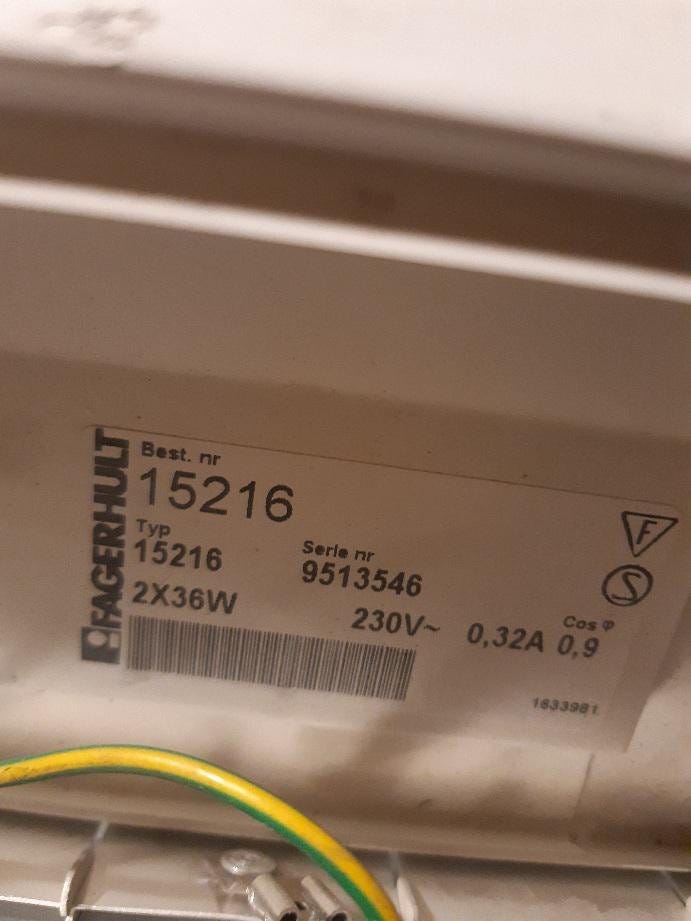 FAGERHULT
Best. nr
15216
Typ
15216
Serie nr
9513546
2X36W
230V~ 0,32A
Cos φ
0,9
1633981
F
S